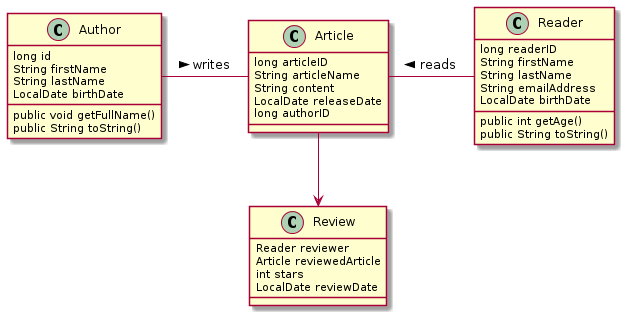 C Author
long id
String firstName
String lastName
LocalDate birthDate
public void getFullName()
public String toString()
writes
C Article
long articleID
String articleName
String content
LocalDate releaseDate
long authorID
reads
C Reader
long readerID
String firstName
String lastName
String emailAddress
LocalDate birthDate
public int getAge()
public String toString()
C Review
Reader reviewer
Article reviewedArticle
int stars
LocalDate reviewDate